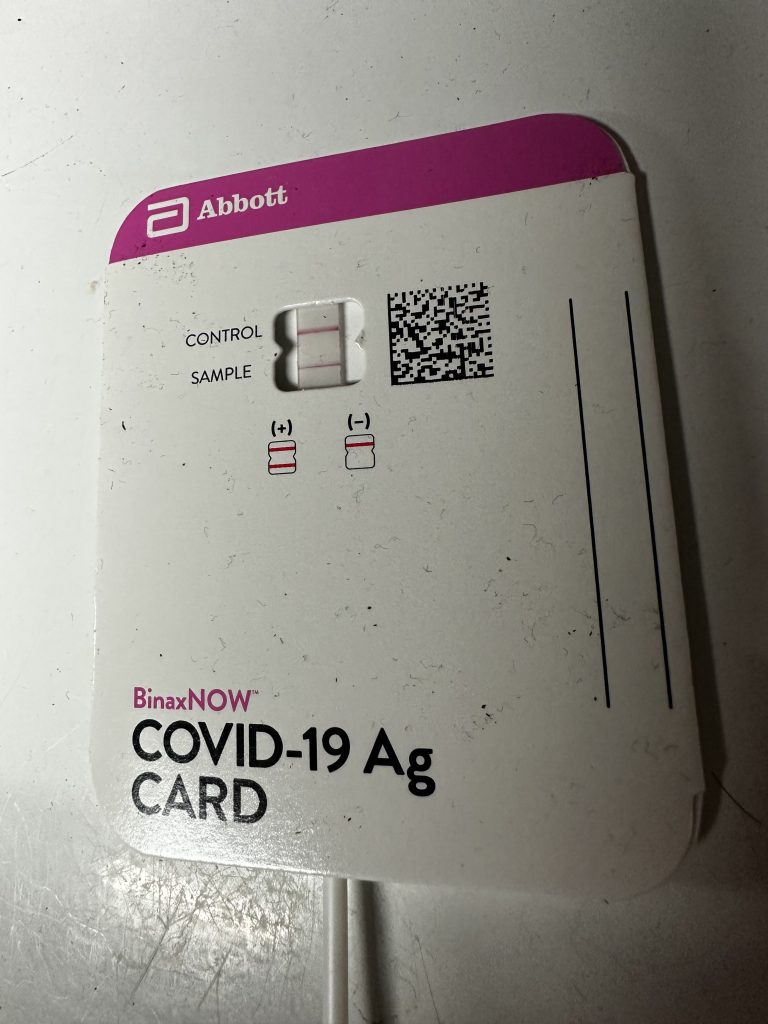 Abbott
CONTROL
SAMPLE
(+) (-)
BinaxNOW™
COVID-19 Ag
CARD